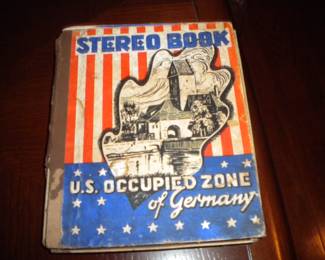 STEREO BOOK
U.S. OCCUPIED ZONE
of Germany